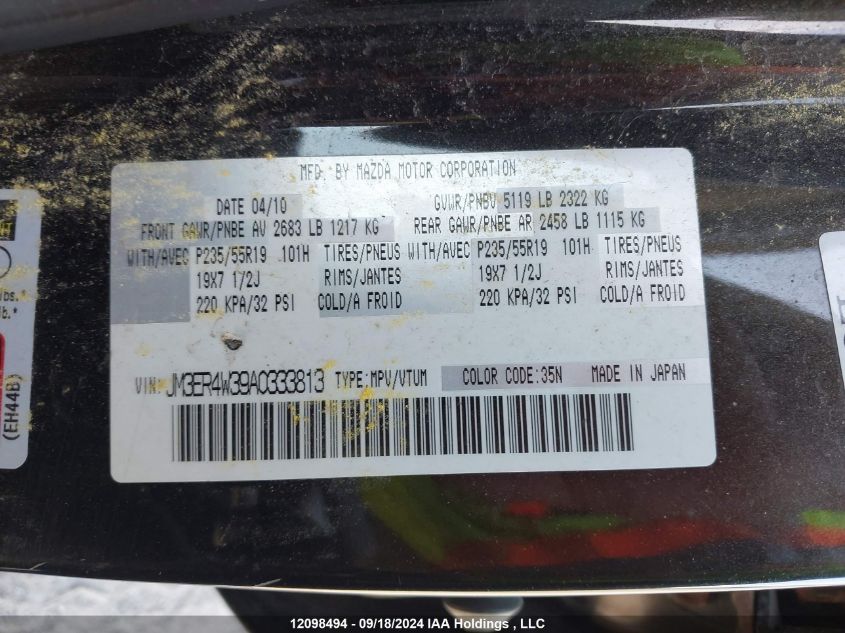 MFD. BY MAZDA MOTOR CORPORATION
DATE 04/10 GVWR/PNBV 5119 LB 2322 KG
FRONT GAWR/PNBE AV 2683 LB 1217 KG REAR GAWR/PNBE AR 2458 LB 1115 KG
WITH/AVEC P235/55R19 101H TIRES/PNEUS WITH/AVEC P235/55R19 101H TIRES/PNEUS
19X7 1/2J RIMS/JANTES 19X7 1/2J RIMS/JANTES
220 KPA/32 PSI COLD/A FROID 220 KPA/32 PSI COLD/A FROID
VIN: JM3ER4W39A0333813 TYPE:MPV/VTUM COLOR CODE:35N MADE IN JAPAN
lbs.
lb.*
(EH44B)
12098494 - 09/18/2024 IAA Holdings, LLC